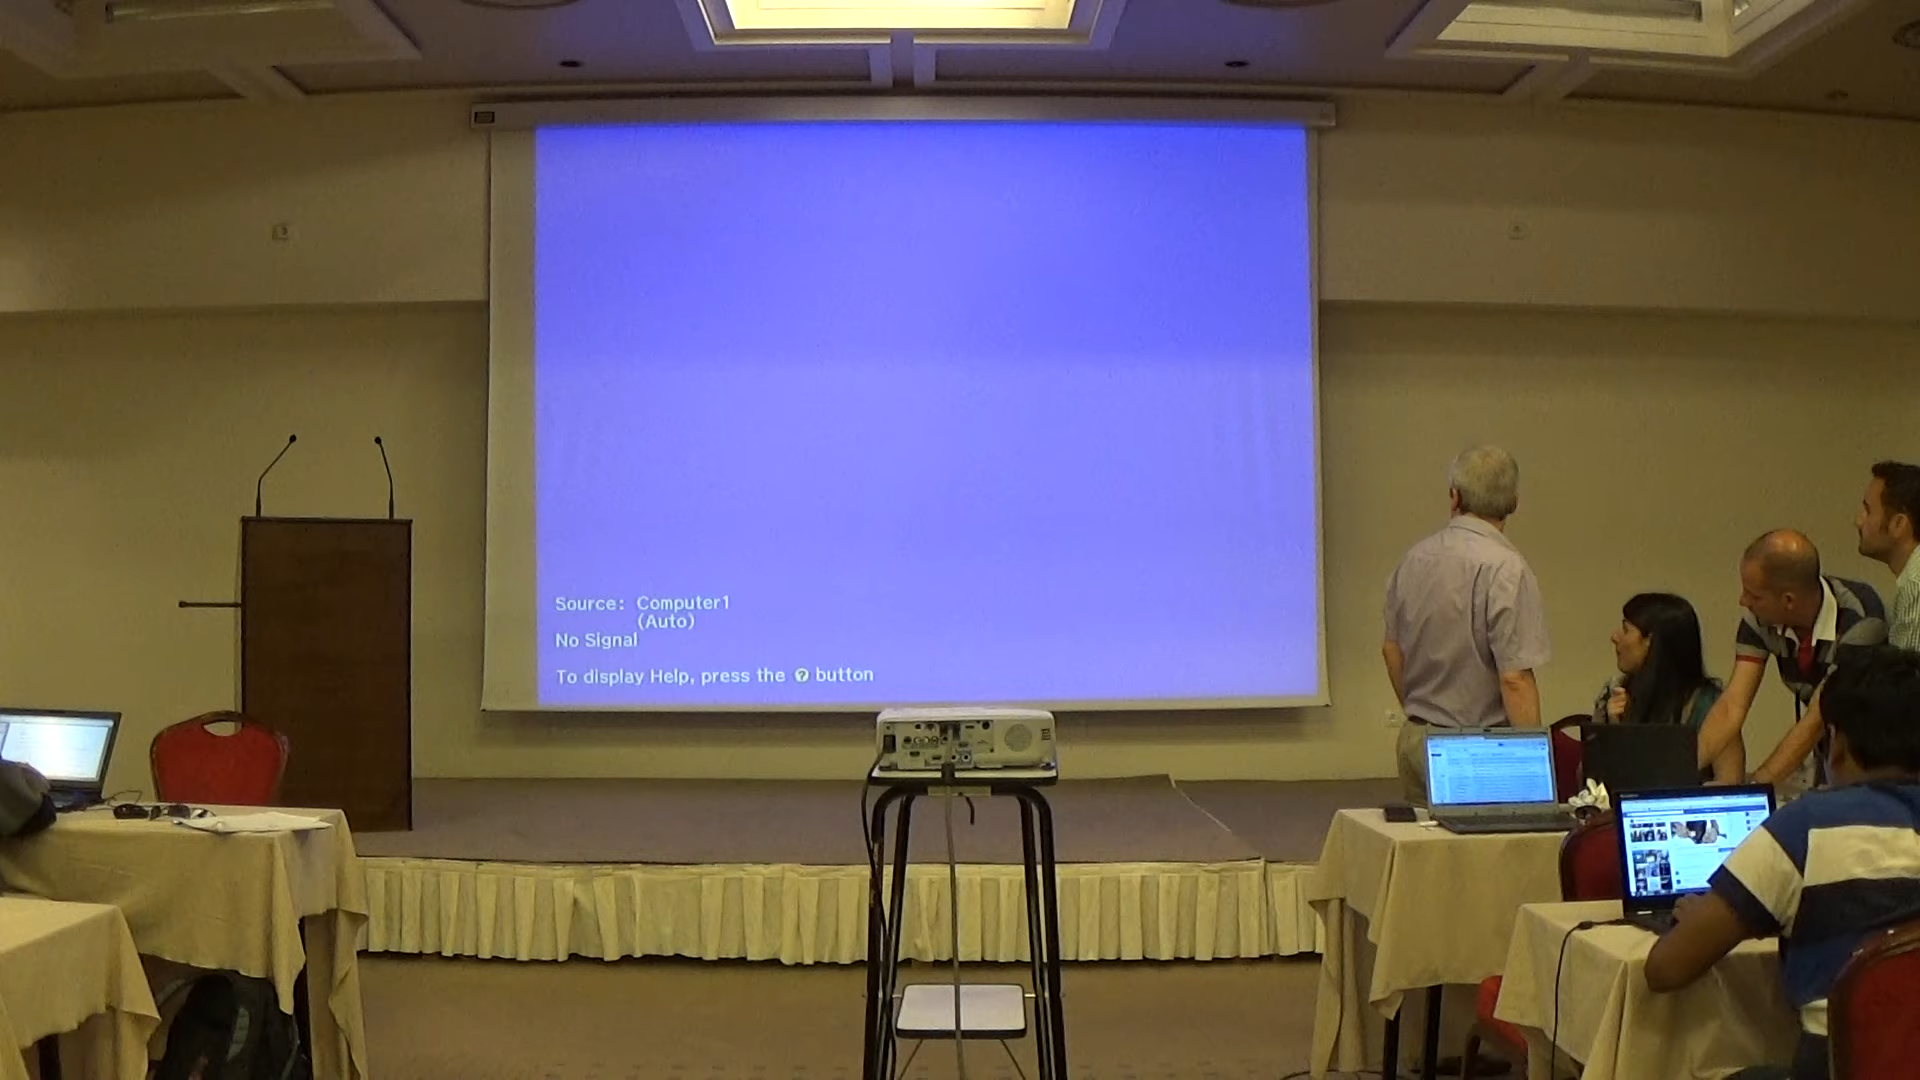 Source: Computer1
(Auto)
No Signal
To display Help, press the ? button